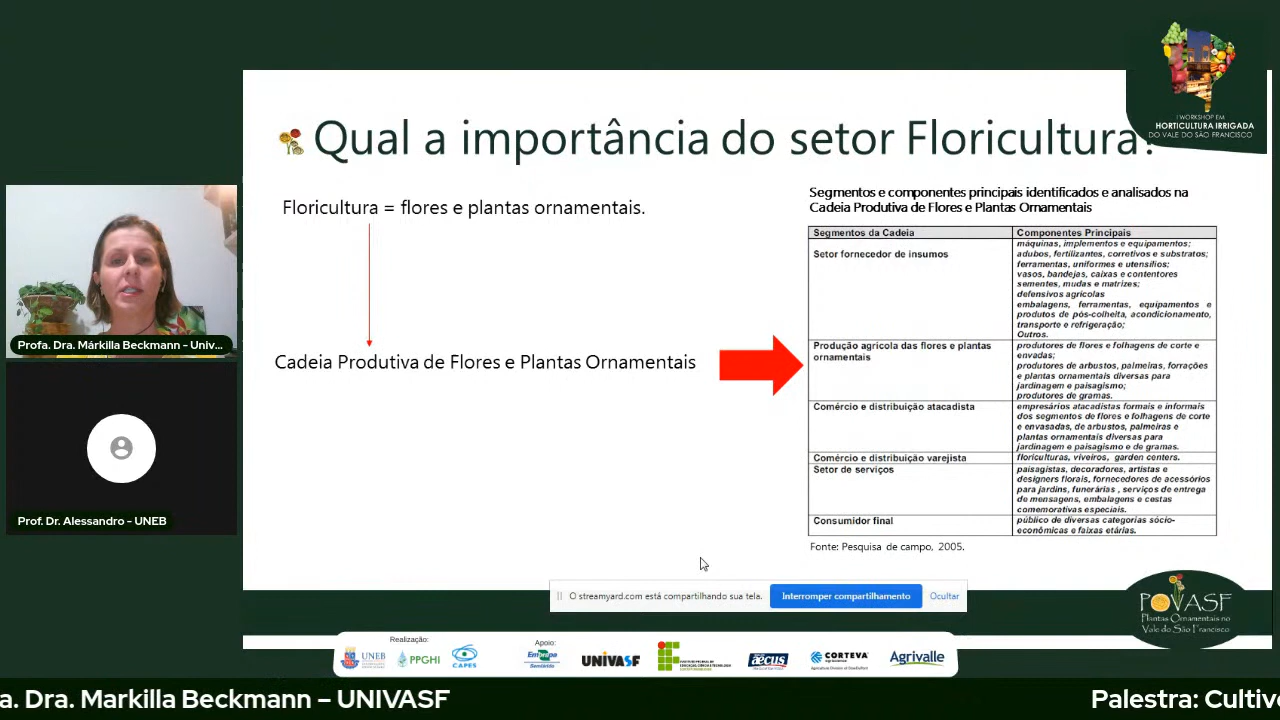 I WORKSHOP EM
HORTICULTURA IRRIGADA
DO VALE DO SÃO FRANCISCO
Qual a importância do setor Floricultura?
Floricultura = flores e plantas ornamentais.
Cadeia Produtiva de Flores e Plantas Ornamentais
Segmentos e componentes principais identificados e analisados na
Cadeia Produtiva de Flores e Plantas Ornamentais
Segmentos da Cadeia
Componentes Principais
Setor fornecedor de insumos
máquinas, implementos e equipamentos;
adubos, fertilizantes, corretivos e substratos;
ferramentas, uniformes e utensílios;
vasos, bandejas, caixas e contentores
sementes, mudas e matrizes;
defensivos agrícolas
embalagens, ferramentas, equipamentos e
produtos de pós-colheita, acondicionamento,
transporte e refrigeração;
Outros.
Produção agrícola das flores e plantas
ornamentais
produtores de flores e folhagens de corte e
envadas;
produtores de arbustos, palmeiras, forrações
e plantas ornamentais diversas para
jardinagem e paisagismo;
produtores de gramas.
Comércio e distribuição atacadista
empresários atacadistas formais e informais
dos segmentos de flores e folhagens de corte
e envasadas, de arbustos, palmeiras e
plantas ornamentais diversas para
jardinagem e paisagismo e de gramas.
Comércio e distribuição varejista
floriculturas, viveiros, garden centers.
Setor de serviços
paisagistas, decoradores, artistas e
designers florais, fornecedores de acessórios
para jardins, funerárias , serviços de entrega
de mensagens, embalagens e cestas
comemorativas especiais.
Consumidor final
público de diversas categorias sócio-
econômicas e faixas etárias.
Fonte: Pesquisa de campo, 2005.
Profa. Dra. Márkilla Beckmann - Univ...
Prof. Dr. Alessandro - UNEB
O streamyard.com está compartilhando sua tela.
Interromper compartilhamento
Ocultar
POVASF
Plantas Ornamentais no
Vale do São Francisco
Realização:
UNEB
PPGHI
CAPES
Apoio:
Embrapa
Semiárido
UNIVASF
æcus
CORTEVA
Agrivalle
a. Dra. Markilla Beckmann – UNIVASF
Palestra: Cultivo